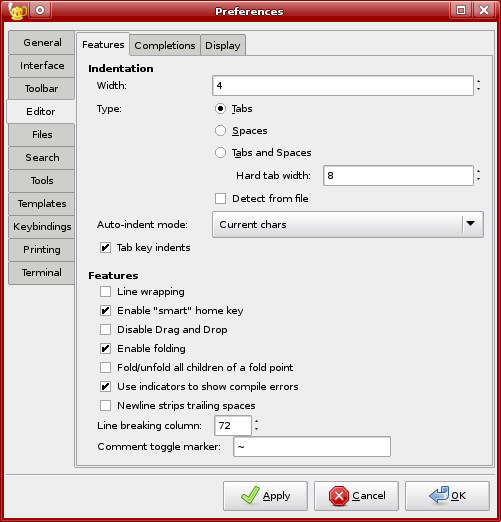 Preferences
General
Interface
Toolbar
Editor
Files
Search
Tools
Templates
Keybindings
Printing
Terminal
Features Completions Display
Indentation
Width: 4
Type: Tabs
Spaces
Tabs and Spaces
Hard tab width: 8
Detect from file
Auto-indent mode: Current chars
Tab key indents
Features
Line wrapping
Enable "smart" home key
Disable Drag and Drop
Enable folding
Fold/unfold all children of a fold point
Use indicators to show compile errors
Newline strips trailing spaces
Line breaking column: 72
Comment toggle marker: ~
Apply Cancel OK